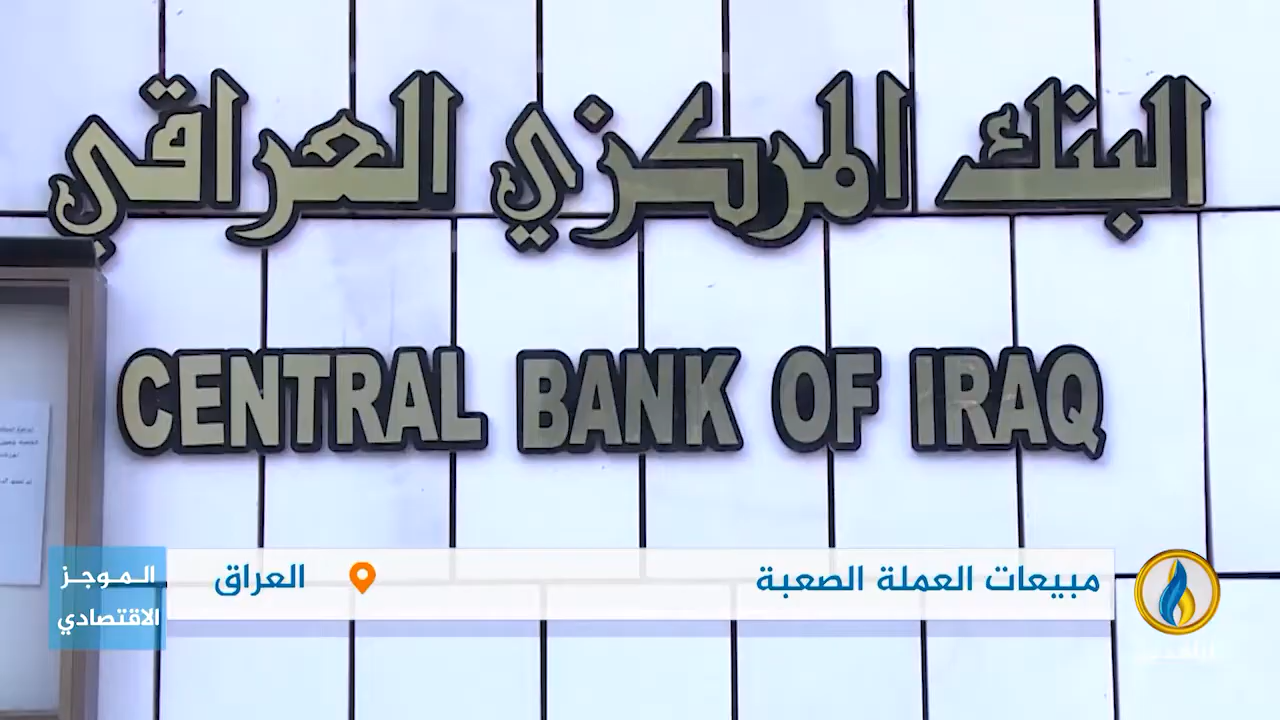 البنك المركزي العراقي
CENTRAL BANK OF IRAQ
مبيعات العملة الصعبة
العراق
الموجز
الاقتصادي